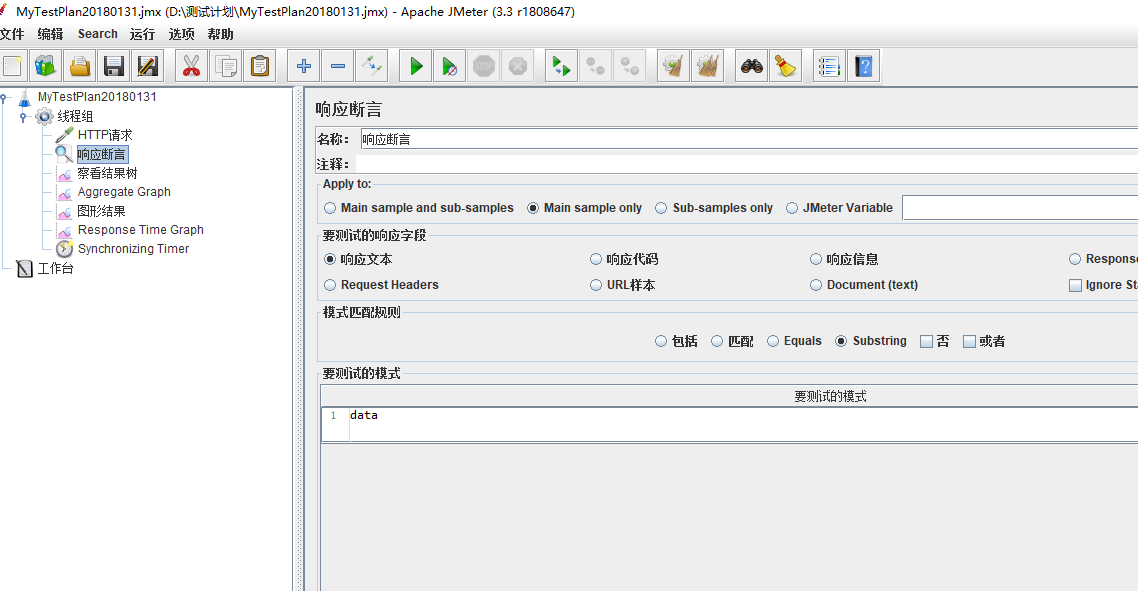 MyTestPlan20180131.jmx (D:\测试计划\MyTestPlan20180131.jmx) - Apache JMeter (3.3 r1808647)
文件 编辑 Search 运行 选项 帮助
STOP
MyTestPlan20180131
线程组
HTTP请求
响应断言
察看结果树
Aggregate Graph
图形结果
Response Time Graph
Synchronizing Timer
工作台
响应断言
名称： 响应断言
注释：
Apply to:
Main sample and sub-samples Main sample only Sub-samples only JMeter Variable
要测试的响应字段
响应文本 响应代码 响应信息 Respons
Request Headers URL样本 Document (text) Ignore Sta
模式匹配规则
包括 匹配 Equals Substring 否 或者
要测试的模式
要测试的模式
1 data